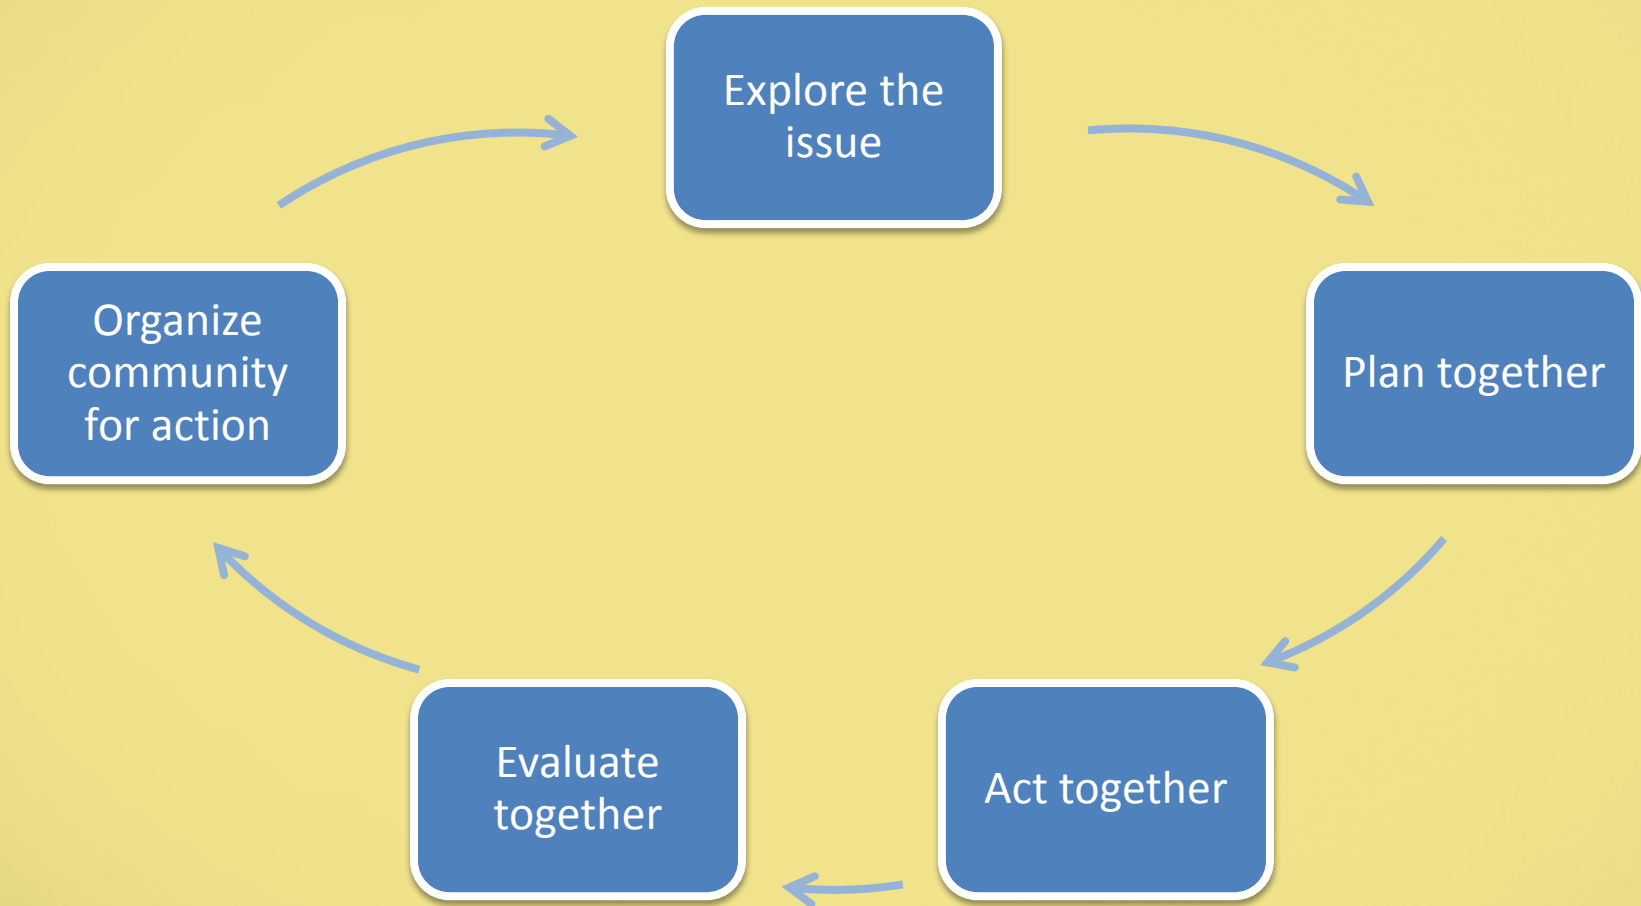 Explore the
issue
Plan together
Act together
Evaluate
together
Organize
community
for action